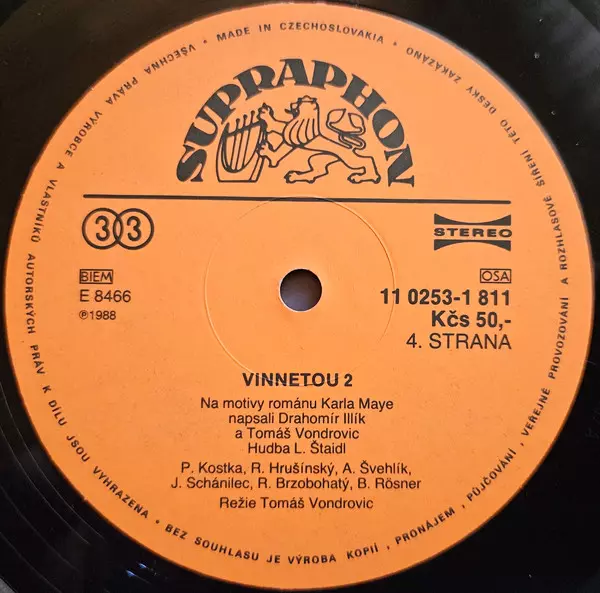 VŠECHNA PRÁVA VÝROBCE A VLASTNÍKŮ AUTORSKÝCH PRÁV K DÍLU JSOU VYHRAZENA • BEZ SOUHLASU JE VÝROBA KOPIÍ, PRONÁJEM, PŮJČOVÁNÍ, VEŘEJNÉ PROVOZOVÁNÍ A ROZHLASOVÉ ŠÍŘENÍ TÉTO DESKY ZAKÁZÁNO • MADE IN CZECHOSLOVAKIA •
SUPRAPHON
33
STEREO
BIEM
OSA
E 8466
11 0253-1 811
℗1988
Kčs 50,-
4. STRANA
VINNETOU 2
Na motivy románu Karla Maye
napsali Drahomír Illík
a Tomáš Vondrovic
Hudba L. Štaidl
P. Kostka, R. Hrušínský, A. Švehlík,
J. Schánilec, R. Brzobohatý, B. Rösner
Režie Tomáš Vondrovic